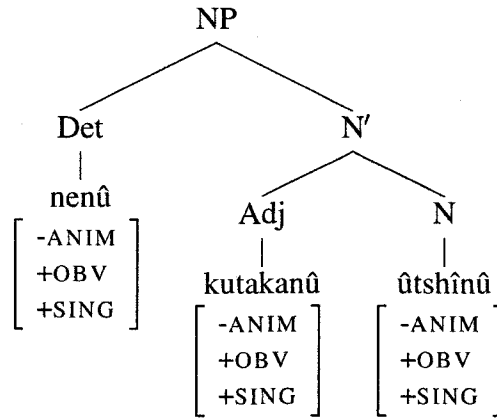 NP
Det N′
nenû
-ANIM
+OBV
+SING
Adj N
kutakanû ûtshînû
-ANIM -ANIM
+OBV +OBV
+SING +SING